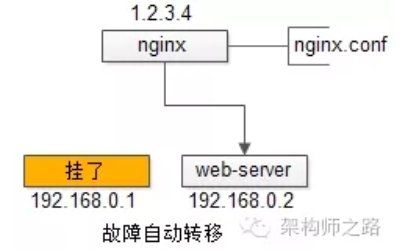 1.2.3.4
nginx
nginx.conf
挂了
web-server
192.168.0.1
192.168.0.2
故障自动转移
架构师之路